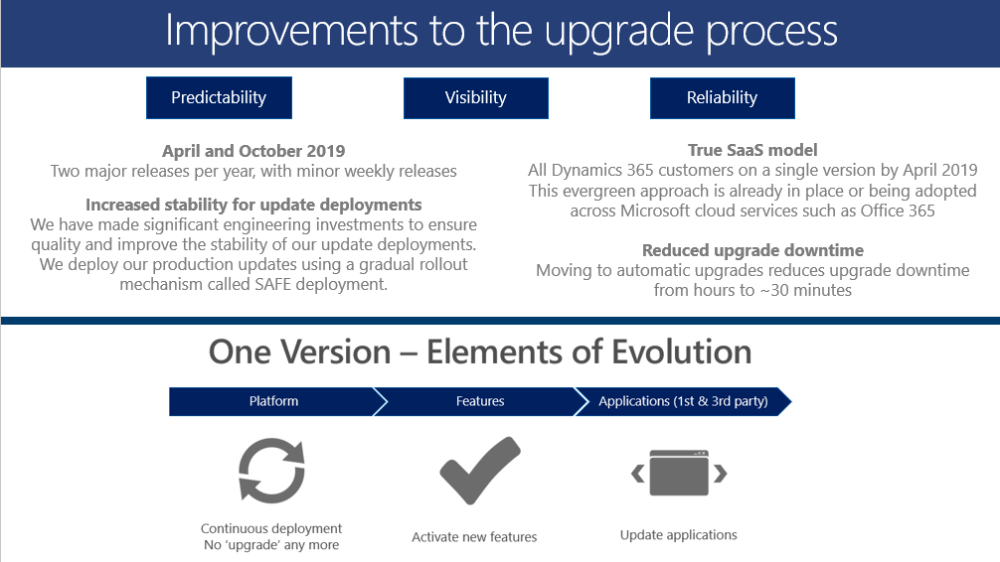 Improvements to the upgrade process
Predictability
Visibility
Reliability
April and October 2019
Two major releases per year, with minor weekly releases
Increased stability for update deployments
We have made significant engineering investments to ensure
quality and improve the stability of our update deployments.
We deploy our production updates using a gradual rollout
mechanism called SAFE deployment.
True SaaS model
All Dynamics 365 customers on a single version by April 2019
This evergreen approach is already in place or being adopted
across Microsoft cloud services such as Office 365
Reduced upgrade downtime
Moving to automatic upgrades reduces upgrade downtime
from hours to ~30 minutes
One Version – Elements of Evolution
Platform
Features
Applications (1st & 3rd party)
Continuous deployment
No ‘upgrade’ any more
Activate new features
Update applications